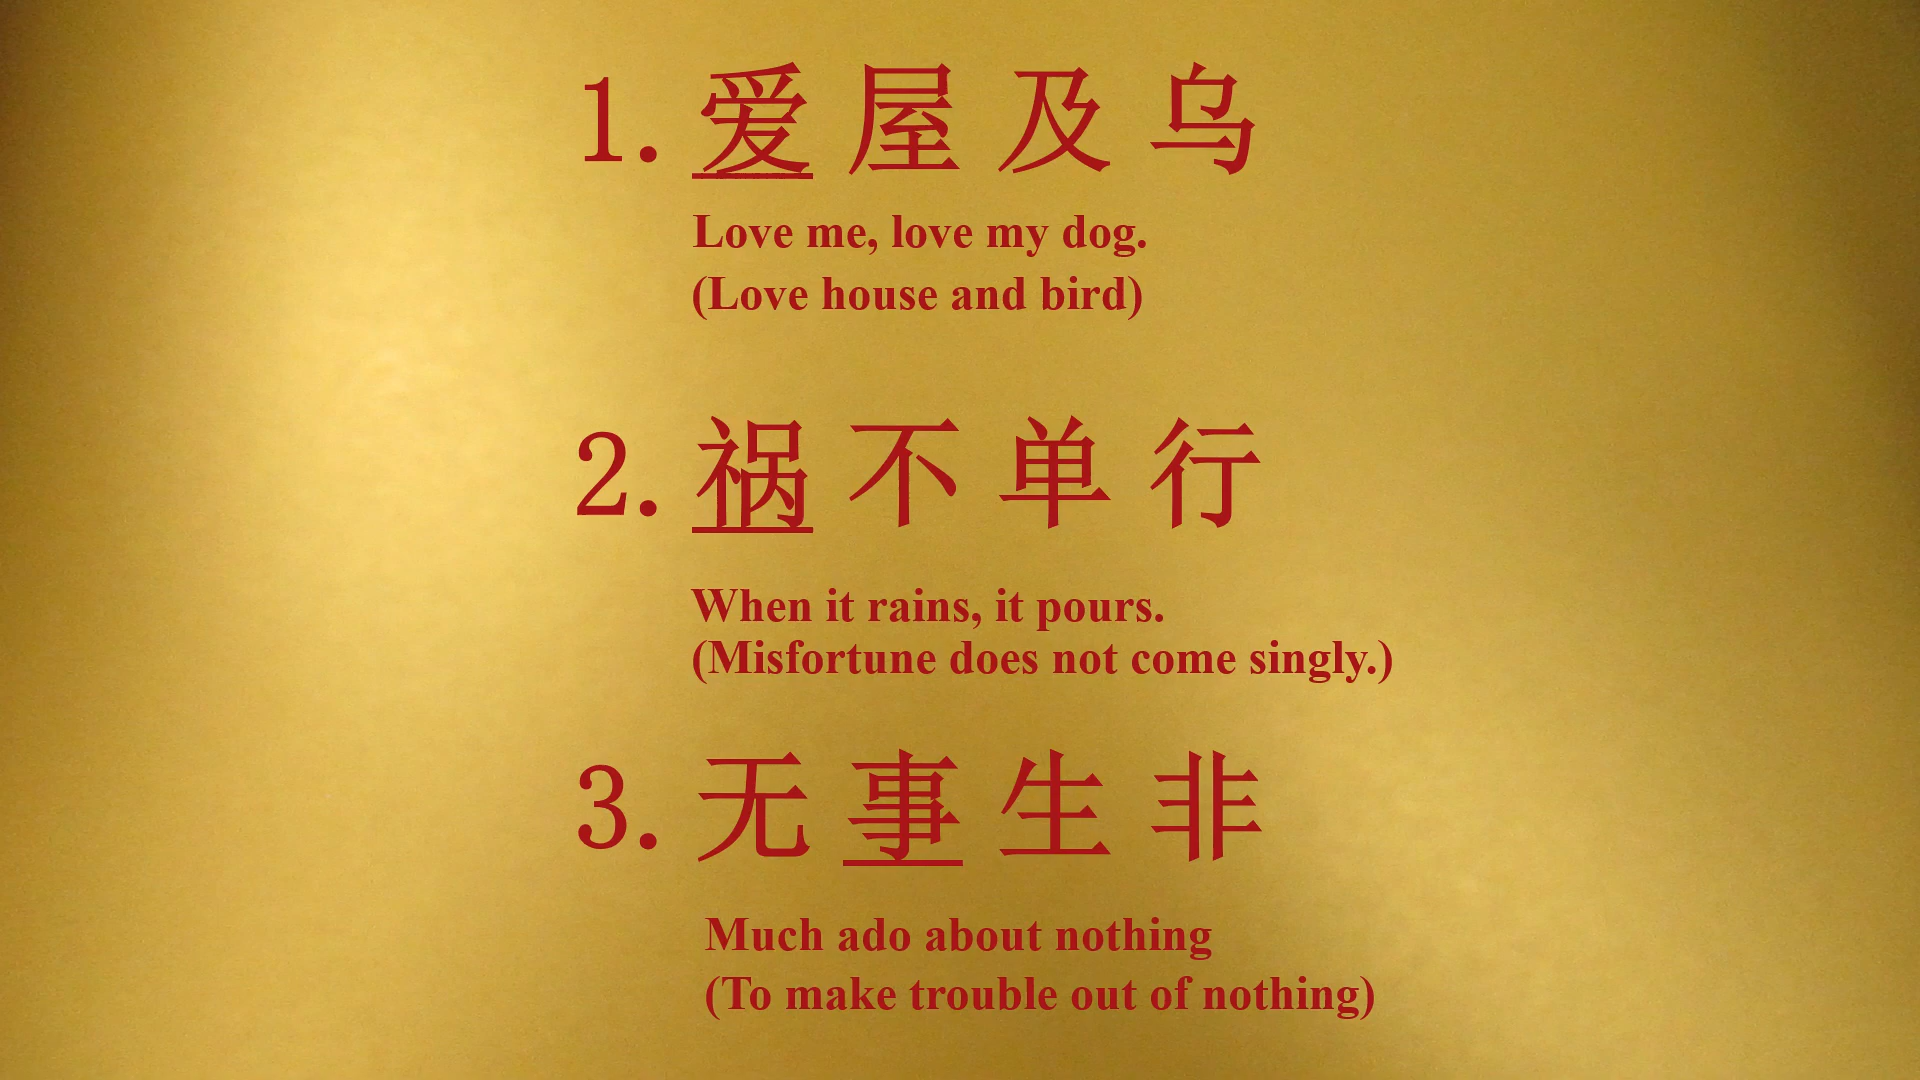 1. 爱屋及乌
Love me, love my dog.
(Love house and bird)
2. 祸不单行
When it rains, it pours.
(Misfortune does not come singly.)
3. 无事生非
Much ado about nothing
(To make trouble out of nothing)